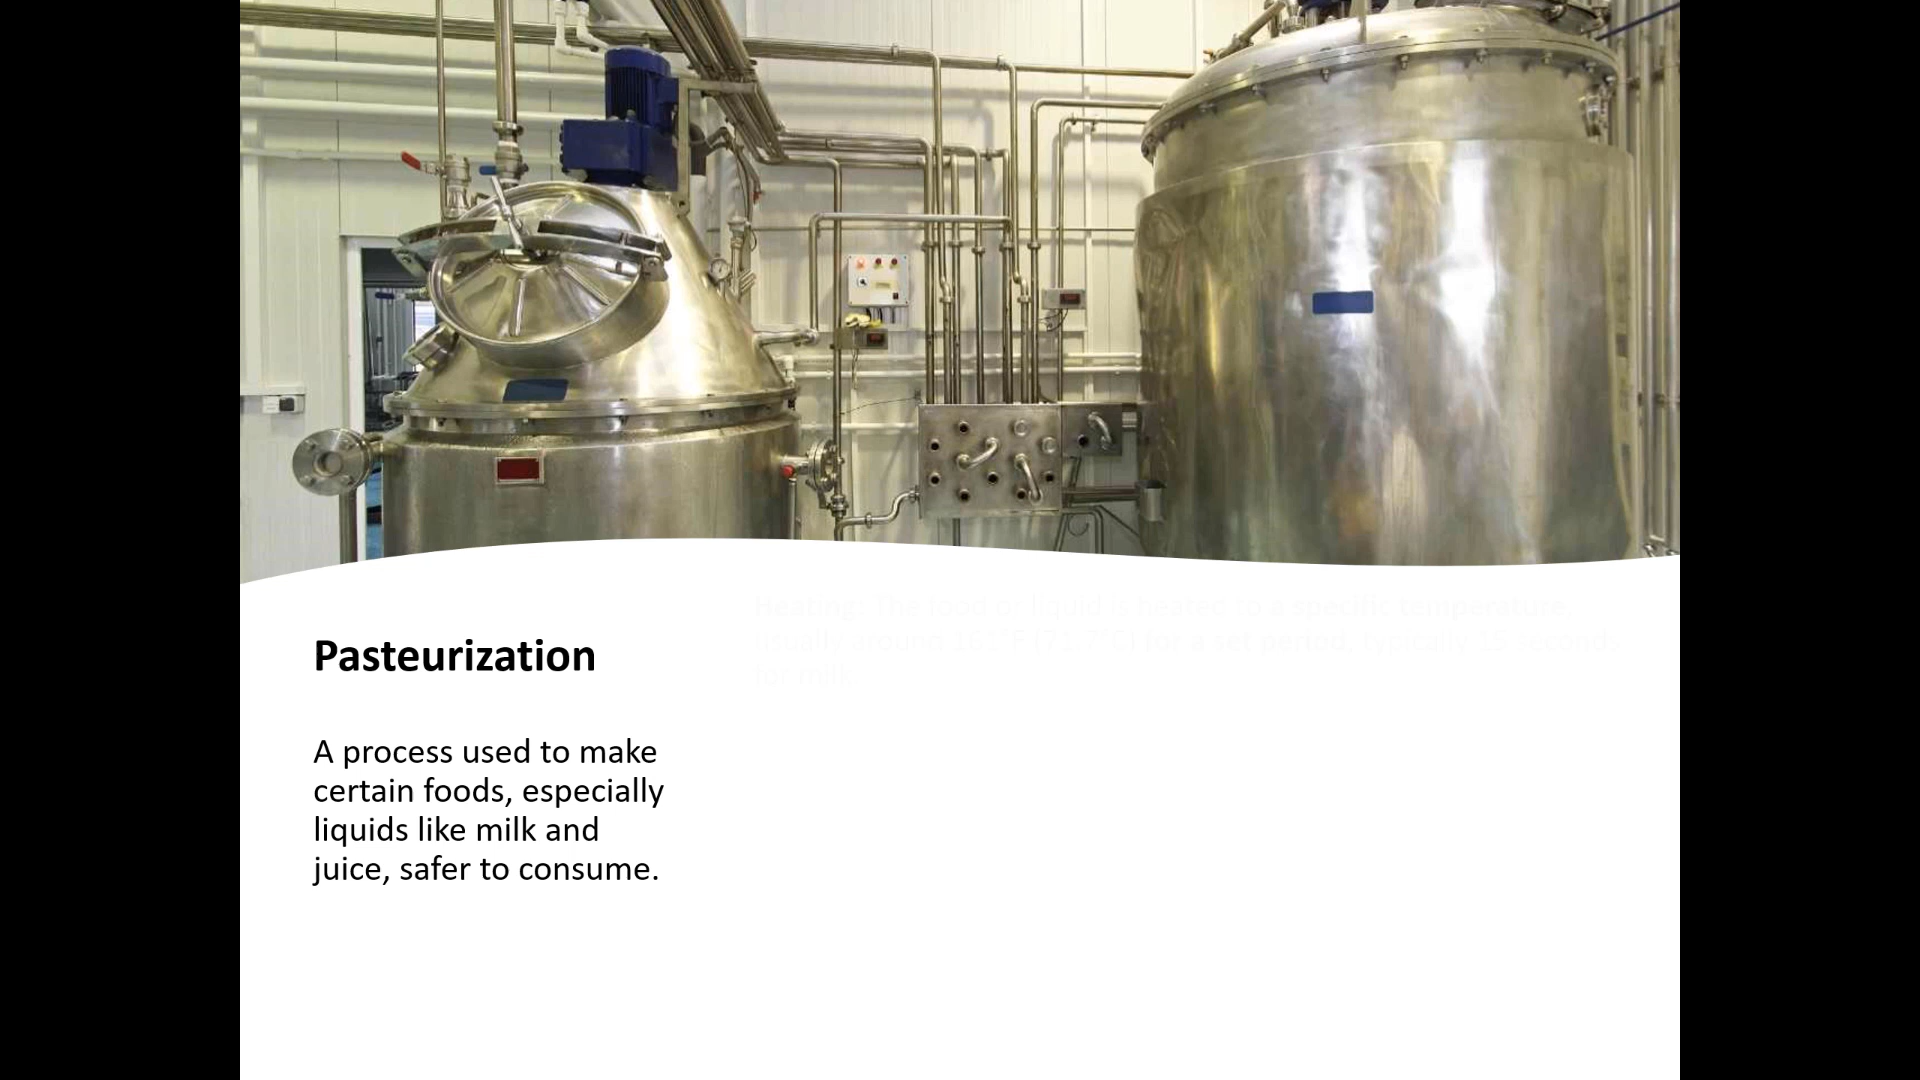 Heating: The food or liquid is heated to a specific temperature,
usually around 161°F (71.7°C) for a set period, typically 15 seconds
for milk.
Pasteurization
A process used to make
certain foods, especially
liquids like milk and
juice, safer to consume.